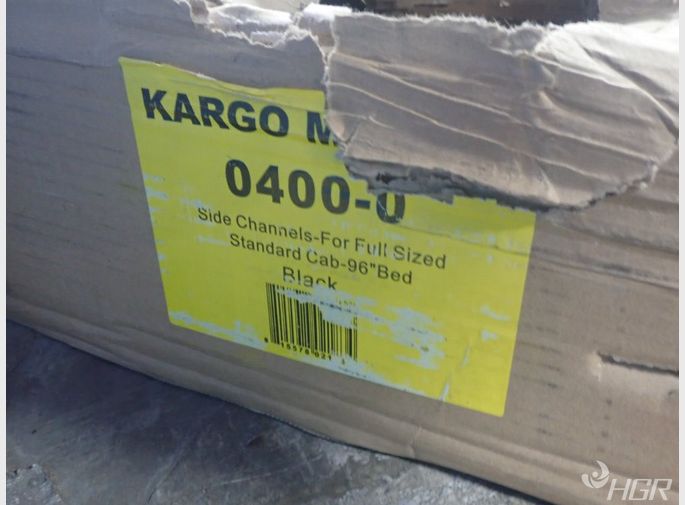 KARGO M
0400-0
Side Channels-For Full Sized
Standard Cab-96"Bed
Black
HGR